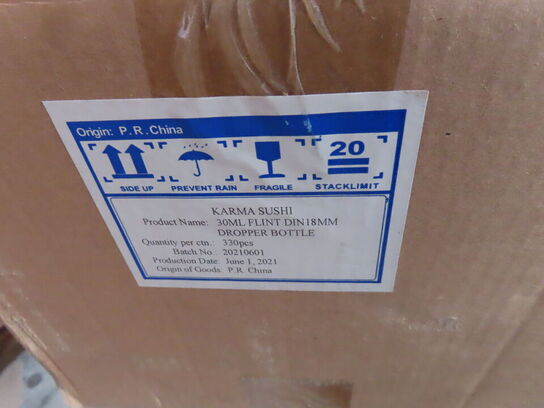 Origin: P.R.China
20
SIDE UP PREVENT RAIN FRAGILE STACKLIMIT
KARMA SUSHI
Product Name: 30ML FLINT DIN18MM
DROPPER BOTTLE
Quantity per ctn.: 330pcs
Batch No.: 20210601
Production Date: June 1, 2021
Origin of Goods: P.R. China